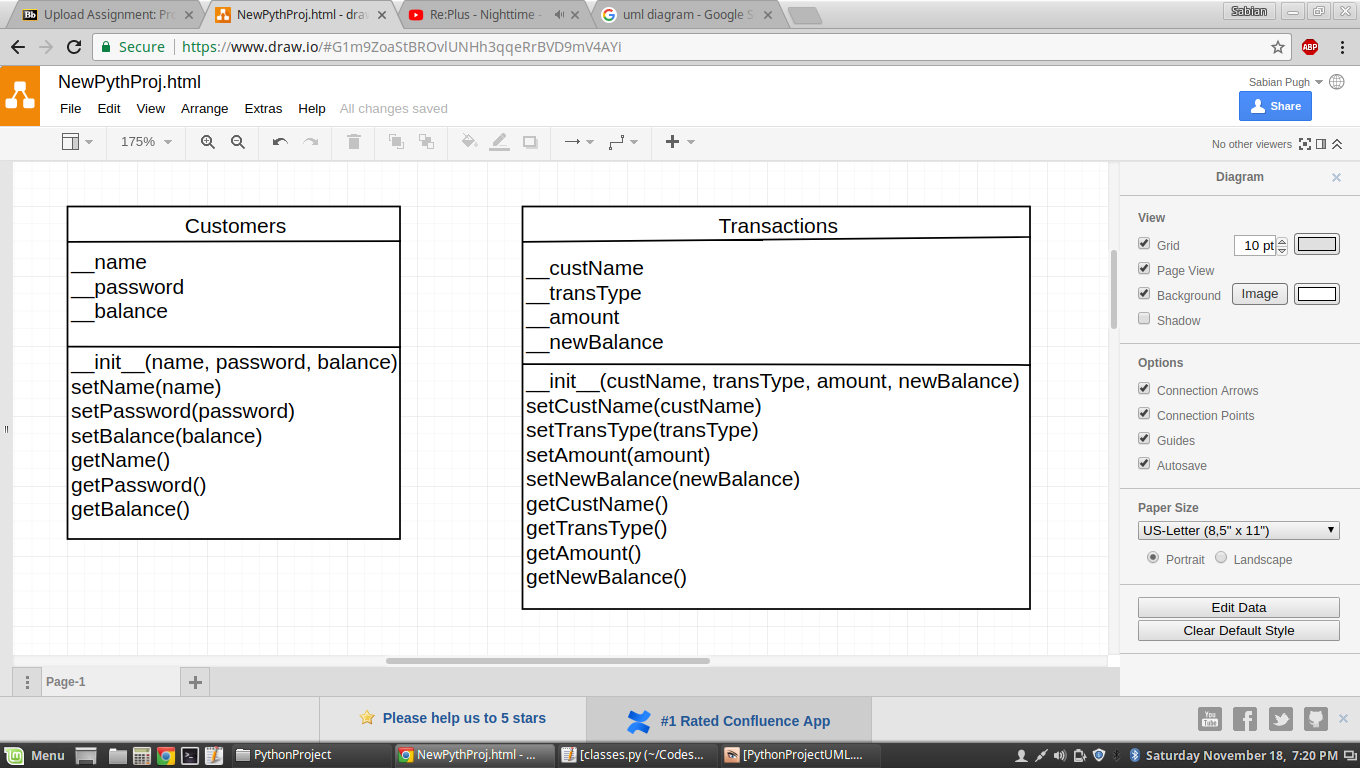 Bb Upload Assignment: Pr
NewPythProj.html - draw
Re:Plus - Nighttime -
uml diagram - Google S
Sabian
Secure https://www.draw.io/#G1m9ZoaStBROvlUNHh3qqeRrBVD9mV4AYi
ABP
NewPythProj.html
Sabian Pugh
File Edit View Arrange Extras Help All changes saved
Share
175%
No other viewers
Diagram
Customers
__name
__password
__balance
__init__(name, password, balance)
setName(name)
setPassword(password)
setBalance(balance)
getName()
getPassword()
getBalance()
Transactions
__custName
__transType
__amount
__newBalance
__init__(custName, transType, amount, newBalance)
setCustName(custName)
setTransType(transType)
setAmount(amount)
setNewBalance(newBalance)
getCustName()
getTransType()
getAmount()
getNewBalance()
View
Grid 10 pt
Page View
Background Image
Shadow
Options
Connection Arrows
Connection Points
Guides
Autosave
Paper Size
US-Letter (8,5" x 11")
Portrait Landscape
Edit Data
Clear Default Style
Page-1
Please help us to 5 stars
#1 Rated Confluence App
You Tube
Menu
PythonProject
NewPythProj.html - ...
[classes.py (~/Codes...
[PythonProjectUML....
Saturday November 18, 7:20 PM